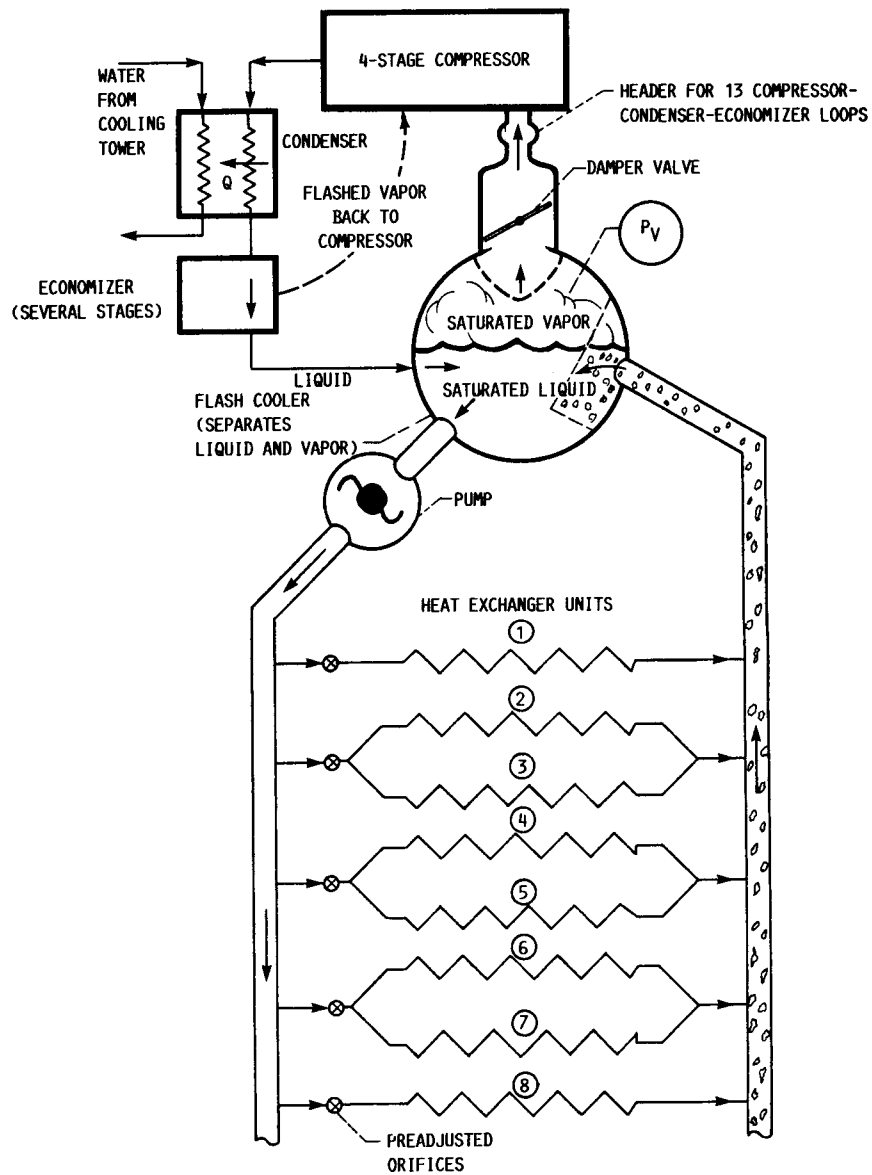 4-STAGE COMPRESSOR
WATER
FROM
COOLING
TOWER
CONDENSER
Q
HEADER FOR 13 COMPRESSOR-
CONDENSER-ECONOMIZER LOOPS
DAMPER VALVE
FLASHED VAPOR
BACK TO
COMPRESSOR
PV
ECONOMIZER
(SEVERAL STAGES)
SATURATED VAPOR
LIQUID
SATURATED LIQUID
FLASH COOLER
(SEPARATES
LIQUID AND VAPOR)
PUMP
HEAT EXCHANGER UNITS
1
2
3
4
5
6
7
8
PREADJUSTED
ORIFICES